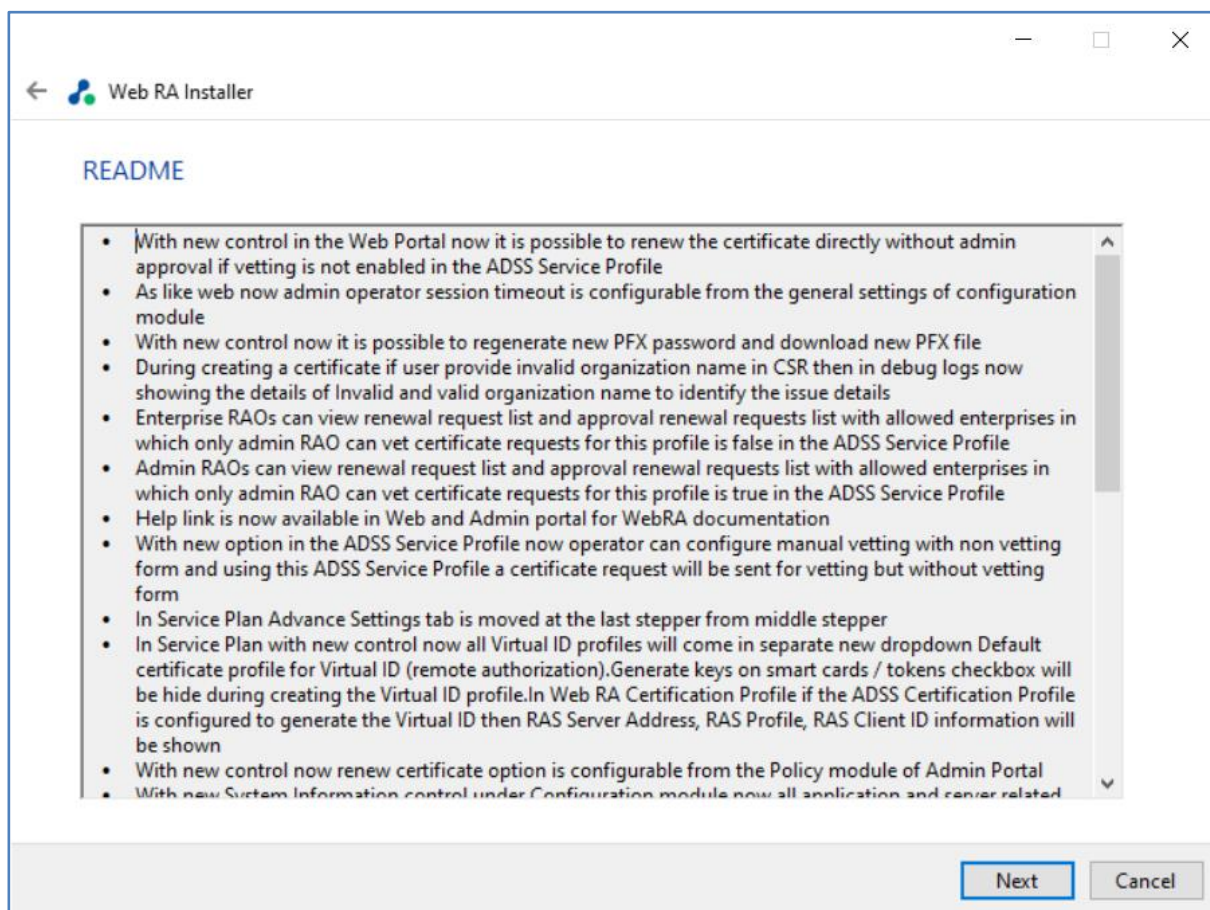 Web RA Installer
README
• With new control in the Web Portal now it is possible to renew the certificate directly without admin
approval if vetting is not enabled in the ADSS Service Profile
• As like web now admin operator session timeout is configurable from the general settings of configuration
module
• With new control now it is possible to regenerate new PFX password and download new PFX file
• During creating a certificate if user provide invalid organization name in CSR then in debug logs now
showing the details of Invalid and valid organization name to identify the issue details
• Enterprise RAOs can view renewal request list and approval renewal requests list with allowed enterprises in
which only admin RAO can vet certificate requests for this profile is false in the ADSS Service Profile
• Admin RAOs can view renewal request list and approval renewal requests list with allowed enterprises in
which only admin RAO can vet certificate requests for this profile is true in the ADSS Service Profile
• Help link is now available in Web and Admin portal for WebRA documentation
• With new option in the ADSS Service Profile now operator can configure manual vetting with non vetting
form and using this ADSS Service Profile a certificate request will be sent for vetting but without vetting
form
• In Service Plan Advance Settings tab is moved at the last stepper from middle stepper
• In Service Plan with new control now all Virtual ID profiles will come in separate new dropdown Default
certificate profile for Virtual ID (remote authorization).Generate keys on smart cards / tokens checkbox will
be hide during creating the Virtual ID profile.In Web RA Certification Profile if the ADSS Certification Profile
is configured to generate the Virtual ID then RAS Server Address, RAS Profile, RAS Client ID information will
be shown
• With new control now renew certificate option is configurable from the Policy module of Admin Portal
• With new System Information control under Configuration module now all application and server related
Next
Cancel